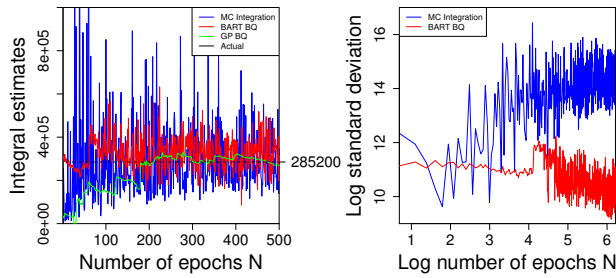 MC Integration
BART BQ
GP BQ
Actual
Integral estimates
0e+00
4e+05
8e+05
100
200
300
400
500
285200
Number of epochs N
MC Integration
BART BQ
Log standard deviation
10
11
12
14
16
1
2
3
4
5
6
Log number of epochs N